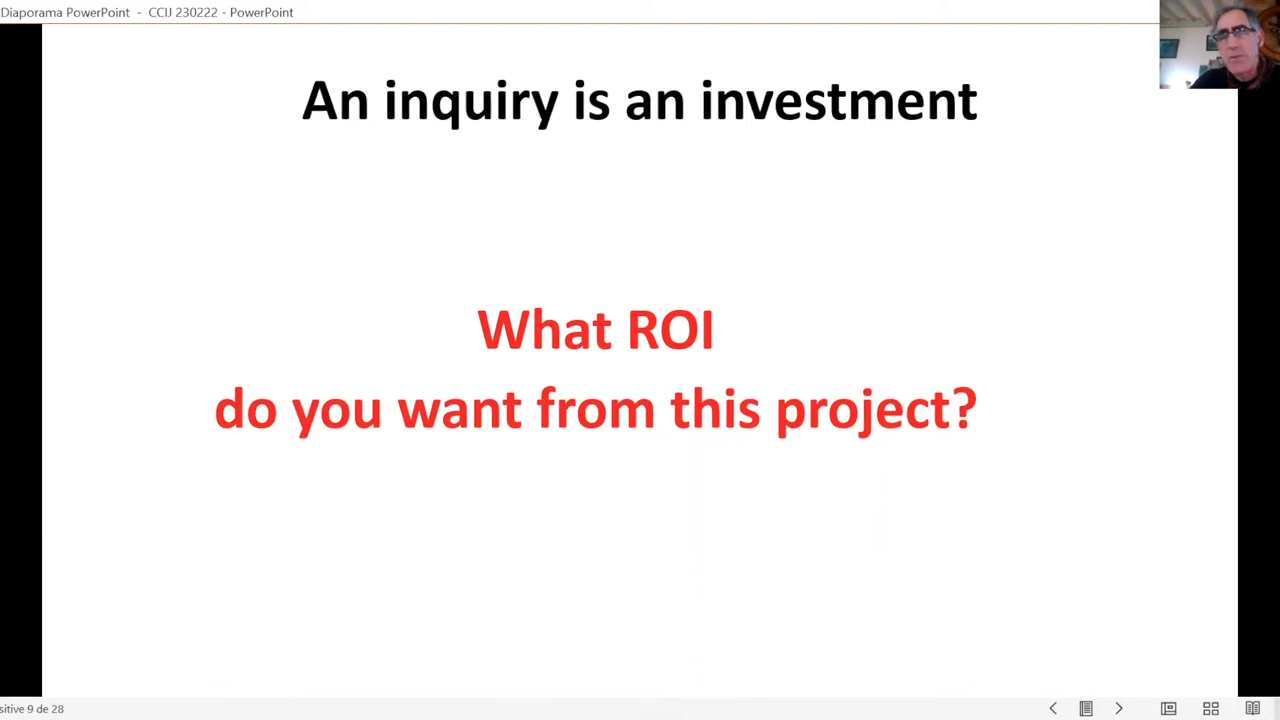 Diaporama PowerPoint - CCIJ 230222 - PowerPoint
An inquiry is an investment
What ROI
do you want from this project?
sitive 9 de 28